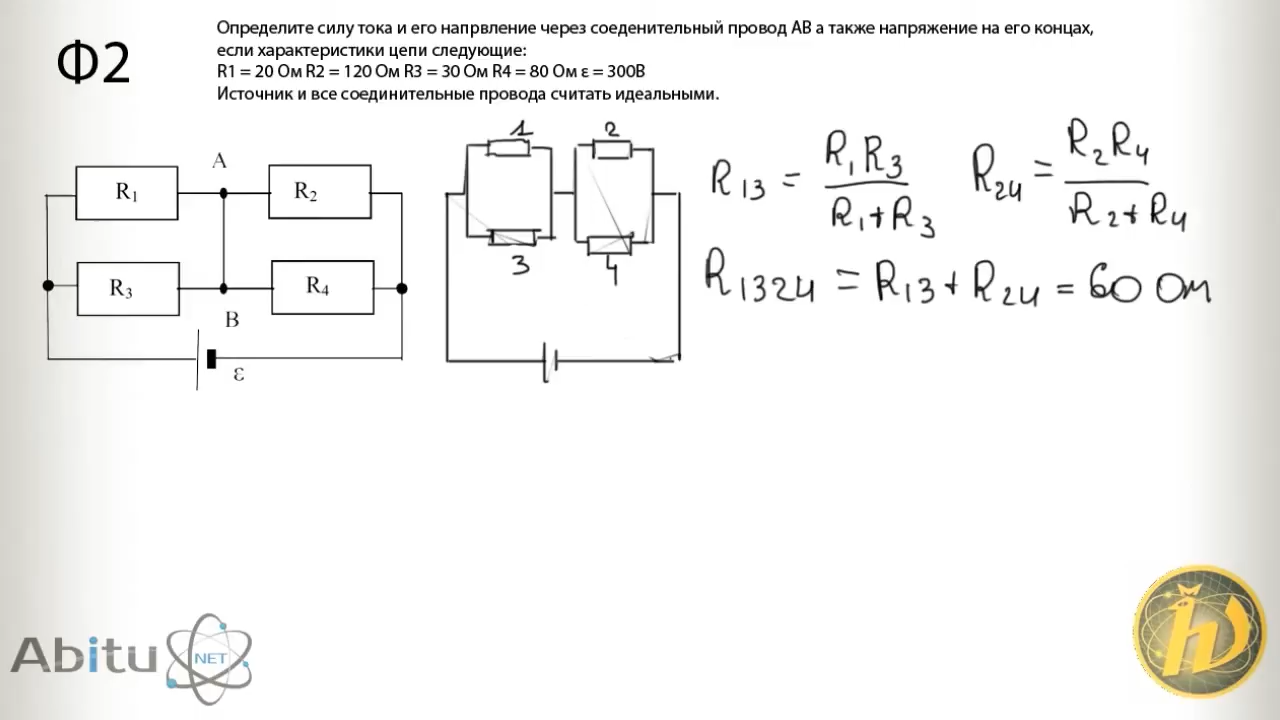 Ф2
Определите силу тока и его напрвление через соеденительный провод АВ а также напряжение на его концах,
если характеристики цепи следующие:
R1 = 20 Ом R2 = 120 Ом R3 = 30 Ом R4 = 80 Ом ε = 300В
Источник и все соединительные провода считать идеальными.
A
R₁
R₂
R₃
R₄
B
ε
1
2
3
4
R₁₃ = R₁R₃ / R₁+R₃
R₂₄ = R₂R₄ / R₂+R₄
R₁₃₂₄ = R₁₃ + R₂₄ = 60 Ом
Abitu
NET